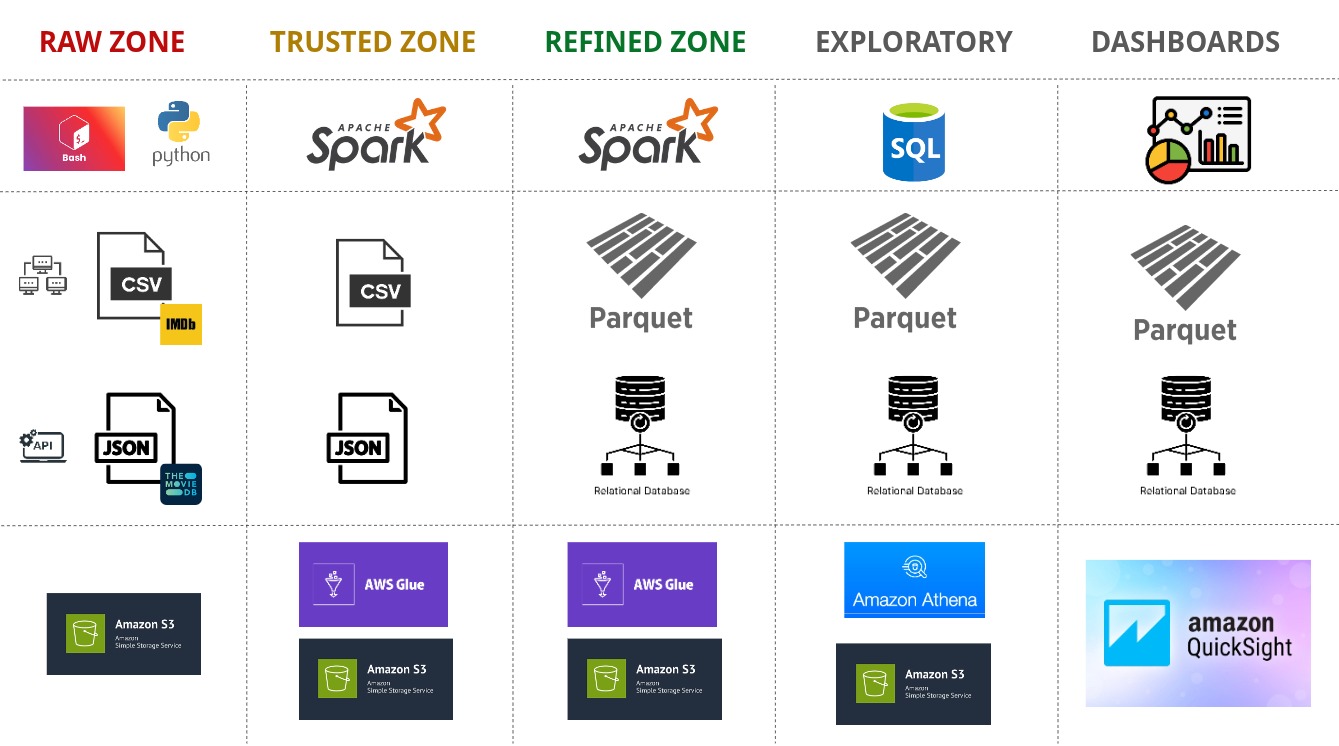 RAW ZONE
TRUSTED ZONE
REFINED ZONE
EXPLORATORY
DASHBOARDS
$_
Bash
python
APACHE
Spark
APACHE
Spark
SQL
CSV
IMDb
CSV
Parquet
Parquet
Parquet
API
JSON
THE
MOVIE
DB
JSON
Relational Database
Relational Database
Relational Database
Amazon S3
Amazon
Simple Storage Service
AWS Glue
Amazon S3
Amazon
Simple Storage Service
AWS Glue
Amazon S3
Amazon
Simple Storage Service
Amazon Athena
Amazon S3
Amazon
Simple Storage Service
amazon
QuickSight